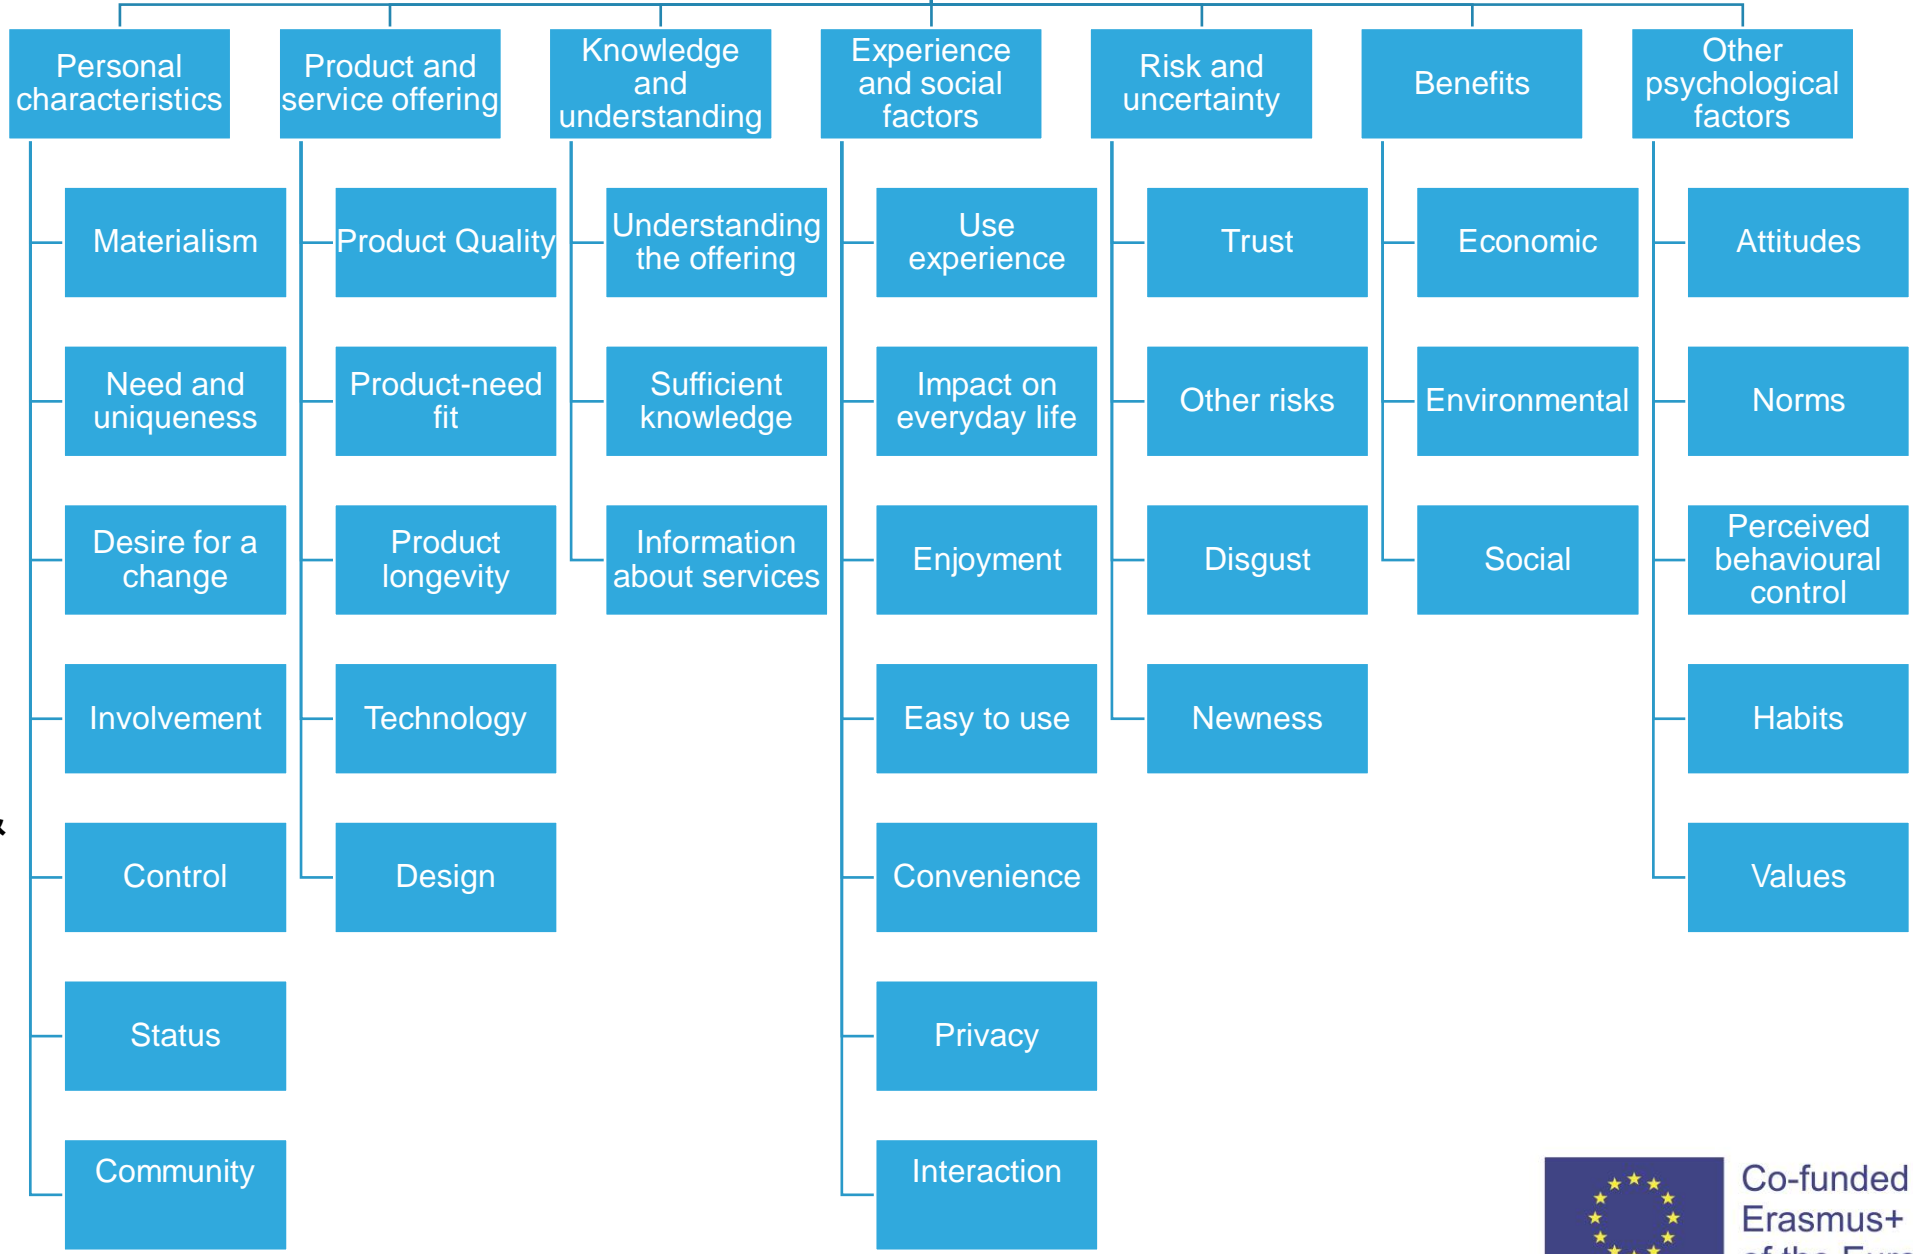 Personal
characteristics
Materialism
Need and
uniqueness
Desire for a
change
Involvement
Control
Status
Community
Product and
service offering
Product Quality
Product-need
fit
Product
longevity
Technology
Design
Knowledge
and
understanding
Understanding
the offering
Sufficient
knowledge
Information
about services
Experience
and social
factors
Use
experience
Impact on
everyday life
Enjoyment
Easy to use
Convenience
Privacy
Interaction
Risk and
uncertainty
Trust
Other risks
Disgust
Newness
Benefits
Economic
Environmental
Social
Other
psychological
factors
Attitudes
Norms
Perceived
behavioural
control
Habits
Values
&
Co-funded
Erasmus+
of the Eur